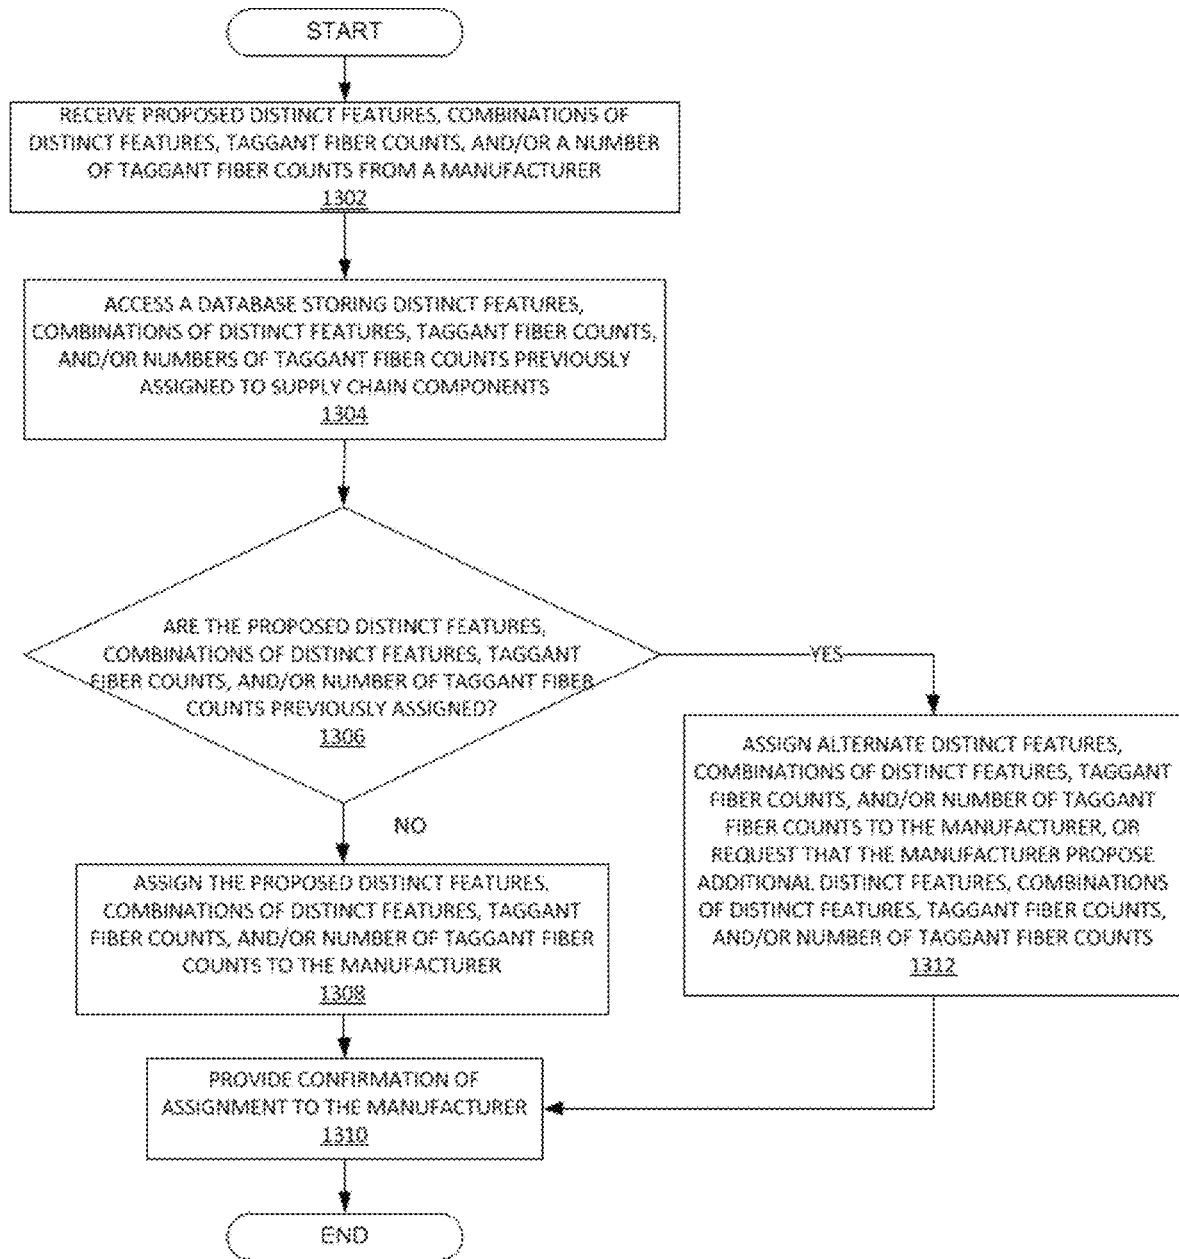 START
RECEIVE PROPOSED DISTINCT FEATURES, COMBINATIONS OF
DISTINCT FEATURES, TAGGANT FIBER COUNTS, AND/OR A NUMBER
OF TAGGANT FIBER COUNTS FROM A MANUFACTURER
1302
ACCESS A DATABASE STORING DISTINCT FEATURES,
COMBINATIONS OF DISTINCT FEATURES, TAGGANT FIBER COUNTS,
AND/OR NUMBERS OF TAGGANT FIBER COUNTS PREVIOUSLY
ASSIGNED TO SUPPLY CHAIN COMPONENTS
1304
ARE THE PROPOSED DISTINCT FEATURES,
COMBINATIONS OF DISTINCT FEATURES, TAGGANT
FIBER COUNTS, AND/OR NUMBER OF TAGGANT FIBER
COUNTS PREVIOUSLY ASSIGNED?
1306
YES
NO
ASSIGN ALTERNATE DISTINCT FEATURES,
COMBINATIONS OF DISTINCT FEATURES, TAGGANT
FIBER COUNTS, AND/OR NUMBER OF TAGGANT
FIBER COUNTS TO THE MANUFACTURER, OR
REQUEST THAT THE MANUFACTURER PROPOSE
ADDITIONAL DISTINCT FEATURES, COMBINATIONS
OF DISTINCT FEATURES, TAGGANT FIBER COUNTS,
AND/OR NUMBER OF TAGGANT FIBER COUNTS
1312
ASSIGN THE PROPOSED DISTINCT FEATURES,
COMBINATIONS OF DISTINCT FEATURES, TAGGANT
FIBER COUNTS, AND/OR NUMBER OF TAGGANT FIBER
COUNTS TO THE MANUFACTURER
1308
PROVIDE CONFIRMATION OF
ASSIGNMENT TO THE MANUFACTURER
1310
END